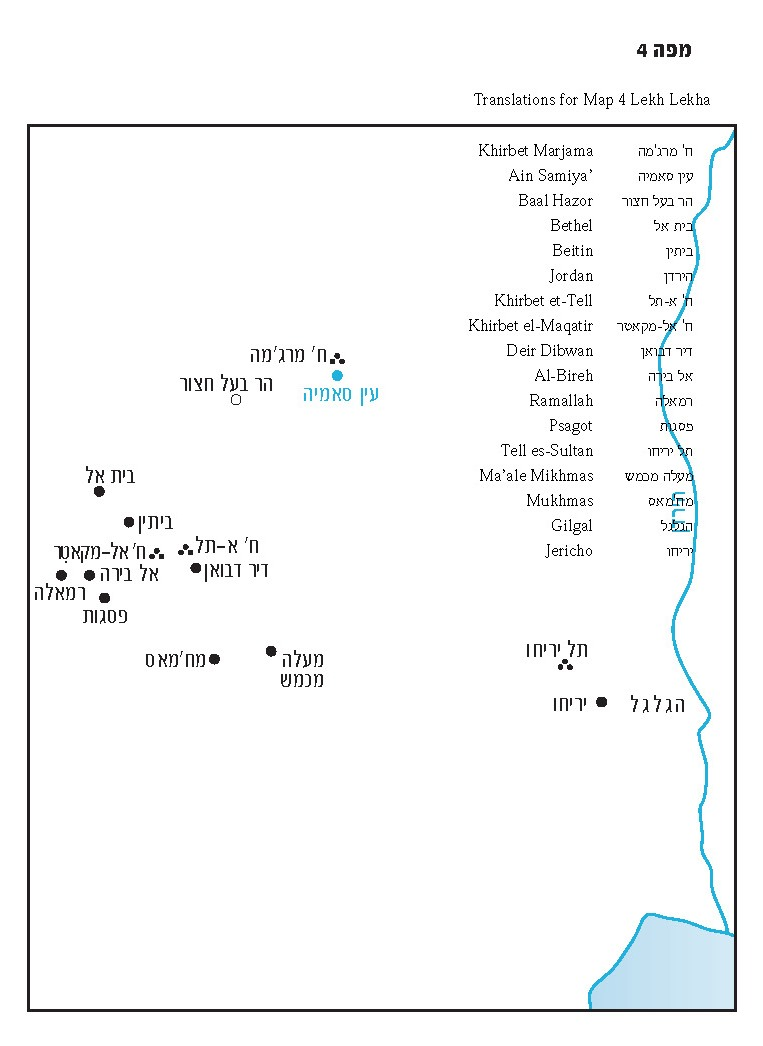 מפה 4
Translations for Map 4 Lekh Lekha
Khirbet Marjama ח' מרג'מה
Ain Samiya’ עין סאמיה
Baal Hazor הר בעל חצור
Bethel בית אל
Beitin ביתין
Jordan הירדן
Khirbet et-Tell ח' א-תל
Khirbet el-Maqatir ח' אל-מקאטר
Deir Dibwan דיר דבואן
Al-Bireh אל בירה
Ramallah רמאלה
Psagot פסגות
Tell es-Sultan תל יריחו
Ma’ale Mikhmas מעלה מכמש
Mukhmas מח'מאס
Gilgal הגלגל
Jericho יריחו
ח' מרג'מה
הר בעל חצור
עין סאמיה
בית אל
ביתין
ח' א-תל
ח' אל-מקאטר
דיר דבואן
אל בירה
רמאלה
פסגות
מח'מאס
מעלה
מכמש
תל יריחו
יריחו
הגלגל
הירדן